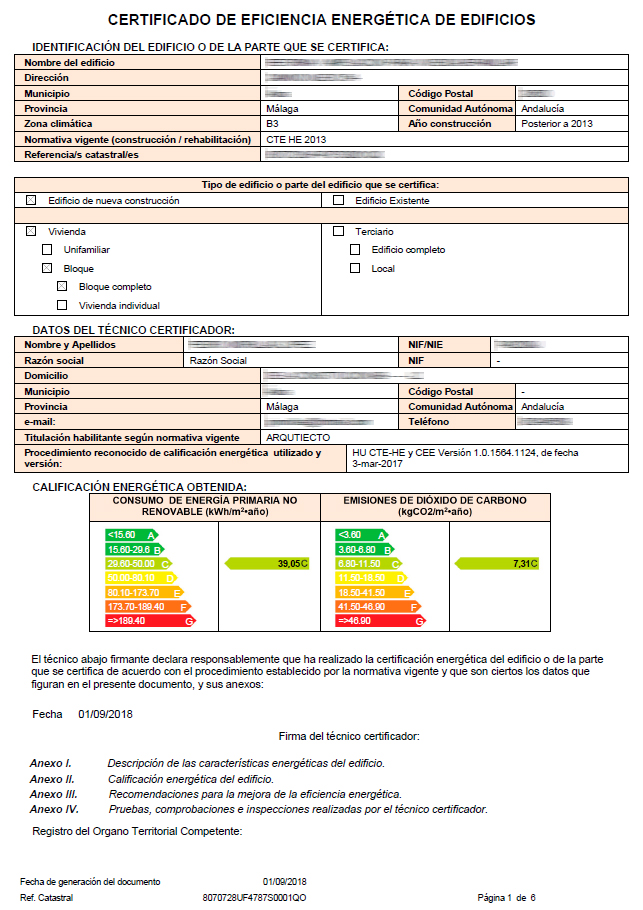 CERTIFICADO DE EFICIENCIA ENERGÉTICA DE EDIFICIOS
IDENTIFICACIÓN DEL EDIFICIO O DE LA PARTE QUE SE CERTIFICA:
Nombre del edificio
Dirección
Municipio Código Postal
Provincia Málaga Comunidad Autónoma Andalucía
Zona climática B3 Año construcción Posterior a 2013
Normativa vigente (construcción / rehabilitación) CTE HE 2013
Referencia/s catastral/es
Tipo de edificio o parte del edificio que se certifica:
Edificio de nueva construcción Edificio Existente
Vivienda Terciario
Unifamiliar Edificio completo
Bloque Local
Bloque completo
Vivienda individual
DATOS DEL TÉCNICO CERTIFICADOR:
Nombre y Apellidos NIF/NIE
Razón social Razón Social NIF -
Domicilio
Municipio Código Postal -
Provincia Málaga Comunidad Autónoma Andalucía
e-mail: Teléfono
Titulación habilitante según normativa vigente ARQUTIECTO
Procedimiento reconocido de calificación energética utilizado y versión: HU CTE-HE y CEE Versión 1.0.1564.1124, de fecha 3-mar-2017
CALIFICACIÓN ENERGÉTICA OBTENIDA:
CONSUMO DE ENERGÍA PRIMARIA NO RENOVABLE (kWh/m²•año) EMISIONES DE DIÓXIDO DE CARBONO (kgCO2/m²•año)
<15.60 A <3.60 A
15.60-29.6 B 3.60-6.80 B
29.60-50.00 C 39,05 C 6.80-11.50 C 7,31 C
50.00-80.10 D 11.50-18.50 D
80.10-173.70 E 18.50-41.50 E
173.70-189.40 F 41.50-46.90 F
=>189.40 G =>46.90 G
El técnico abajo firmante declara responsablemente que ha realizado la certificación energética del edificio o de la parte
que se certifica de acuerdo con el procedimiento establecido por la normativa vigente y que son ciertos los datos que
figuran en el presente documento, y sus anexos:
Fecha 01/09/2018
Firma del técnico certificador:
Anexo I. Descripción de las características energéticas del edificio.
Anexo II. Calificación energética del edificio.
Anexo III. Recomendaciones para la mejora de la eficiencia energética.
Anexo IV. Pruebas, comprobaciones e inspecciones realizadas por el técnico certificador.
Registro del Organo Territorial Competente:
Fecha de generación del documento 01/09/2018
Ref. Catastral 8070728UF4787S0001QO Página 1 de 6